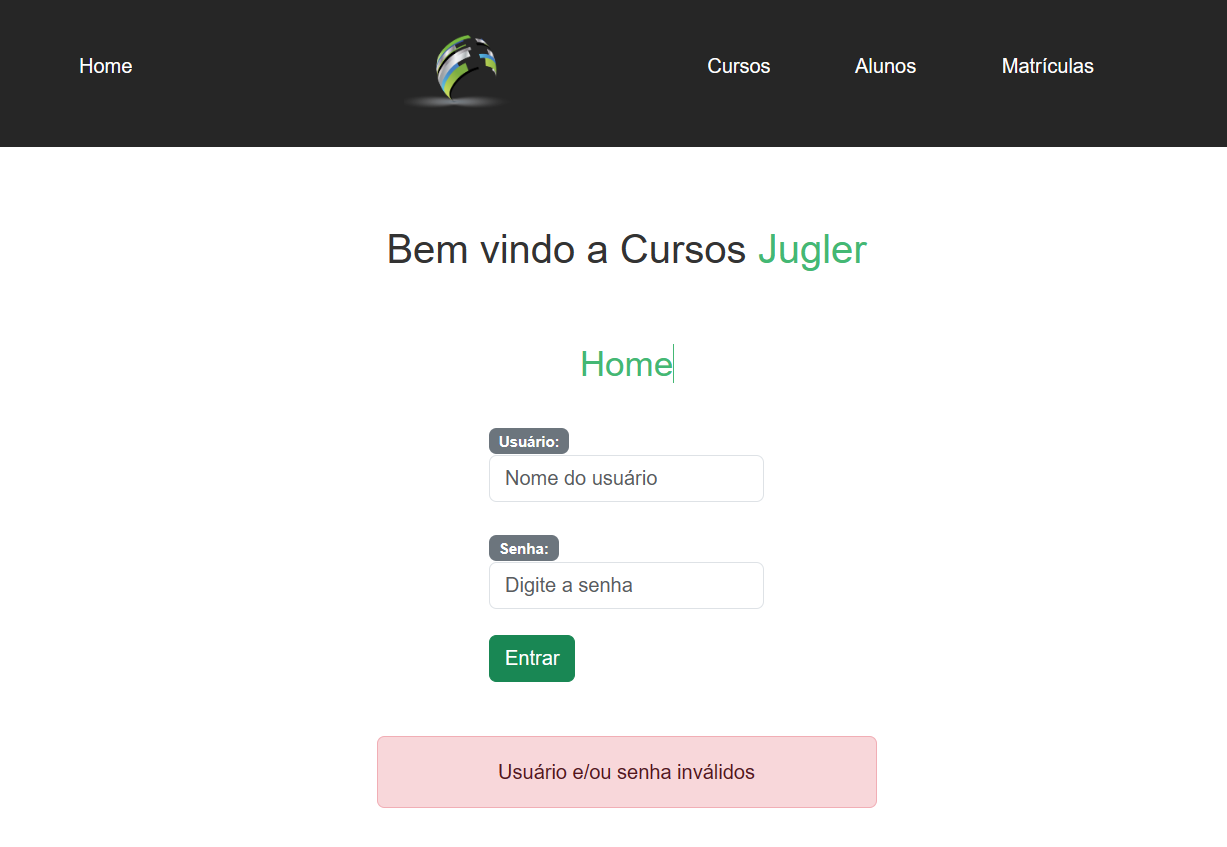 Home Cursos Alunos Matrículas
Bem vindo a Cursos Jugler
Home
Usuário:
Nome do usuário
Senha:
Digite a senha
Entrar
Usuário e/ou senha inválidos